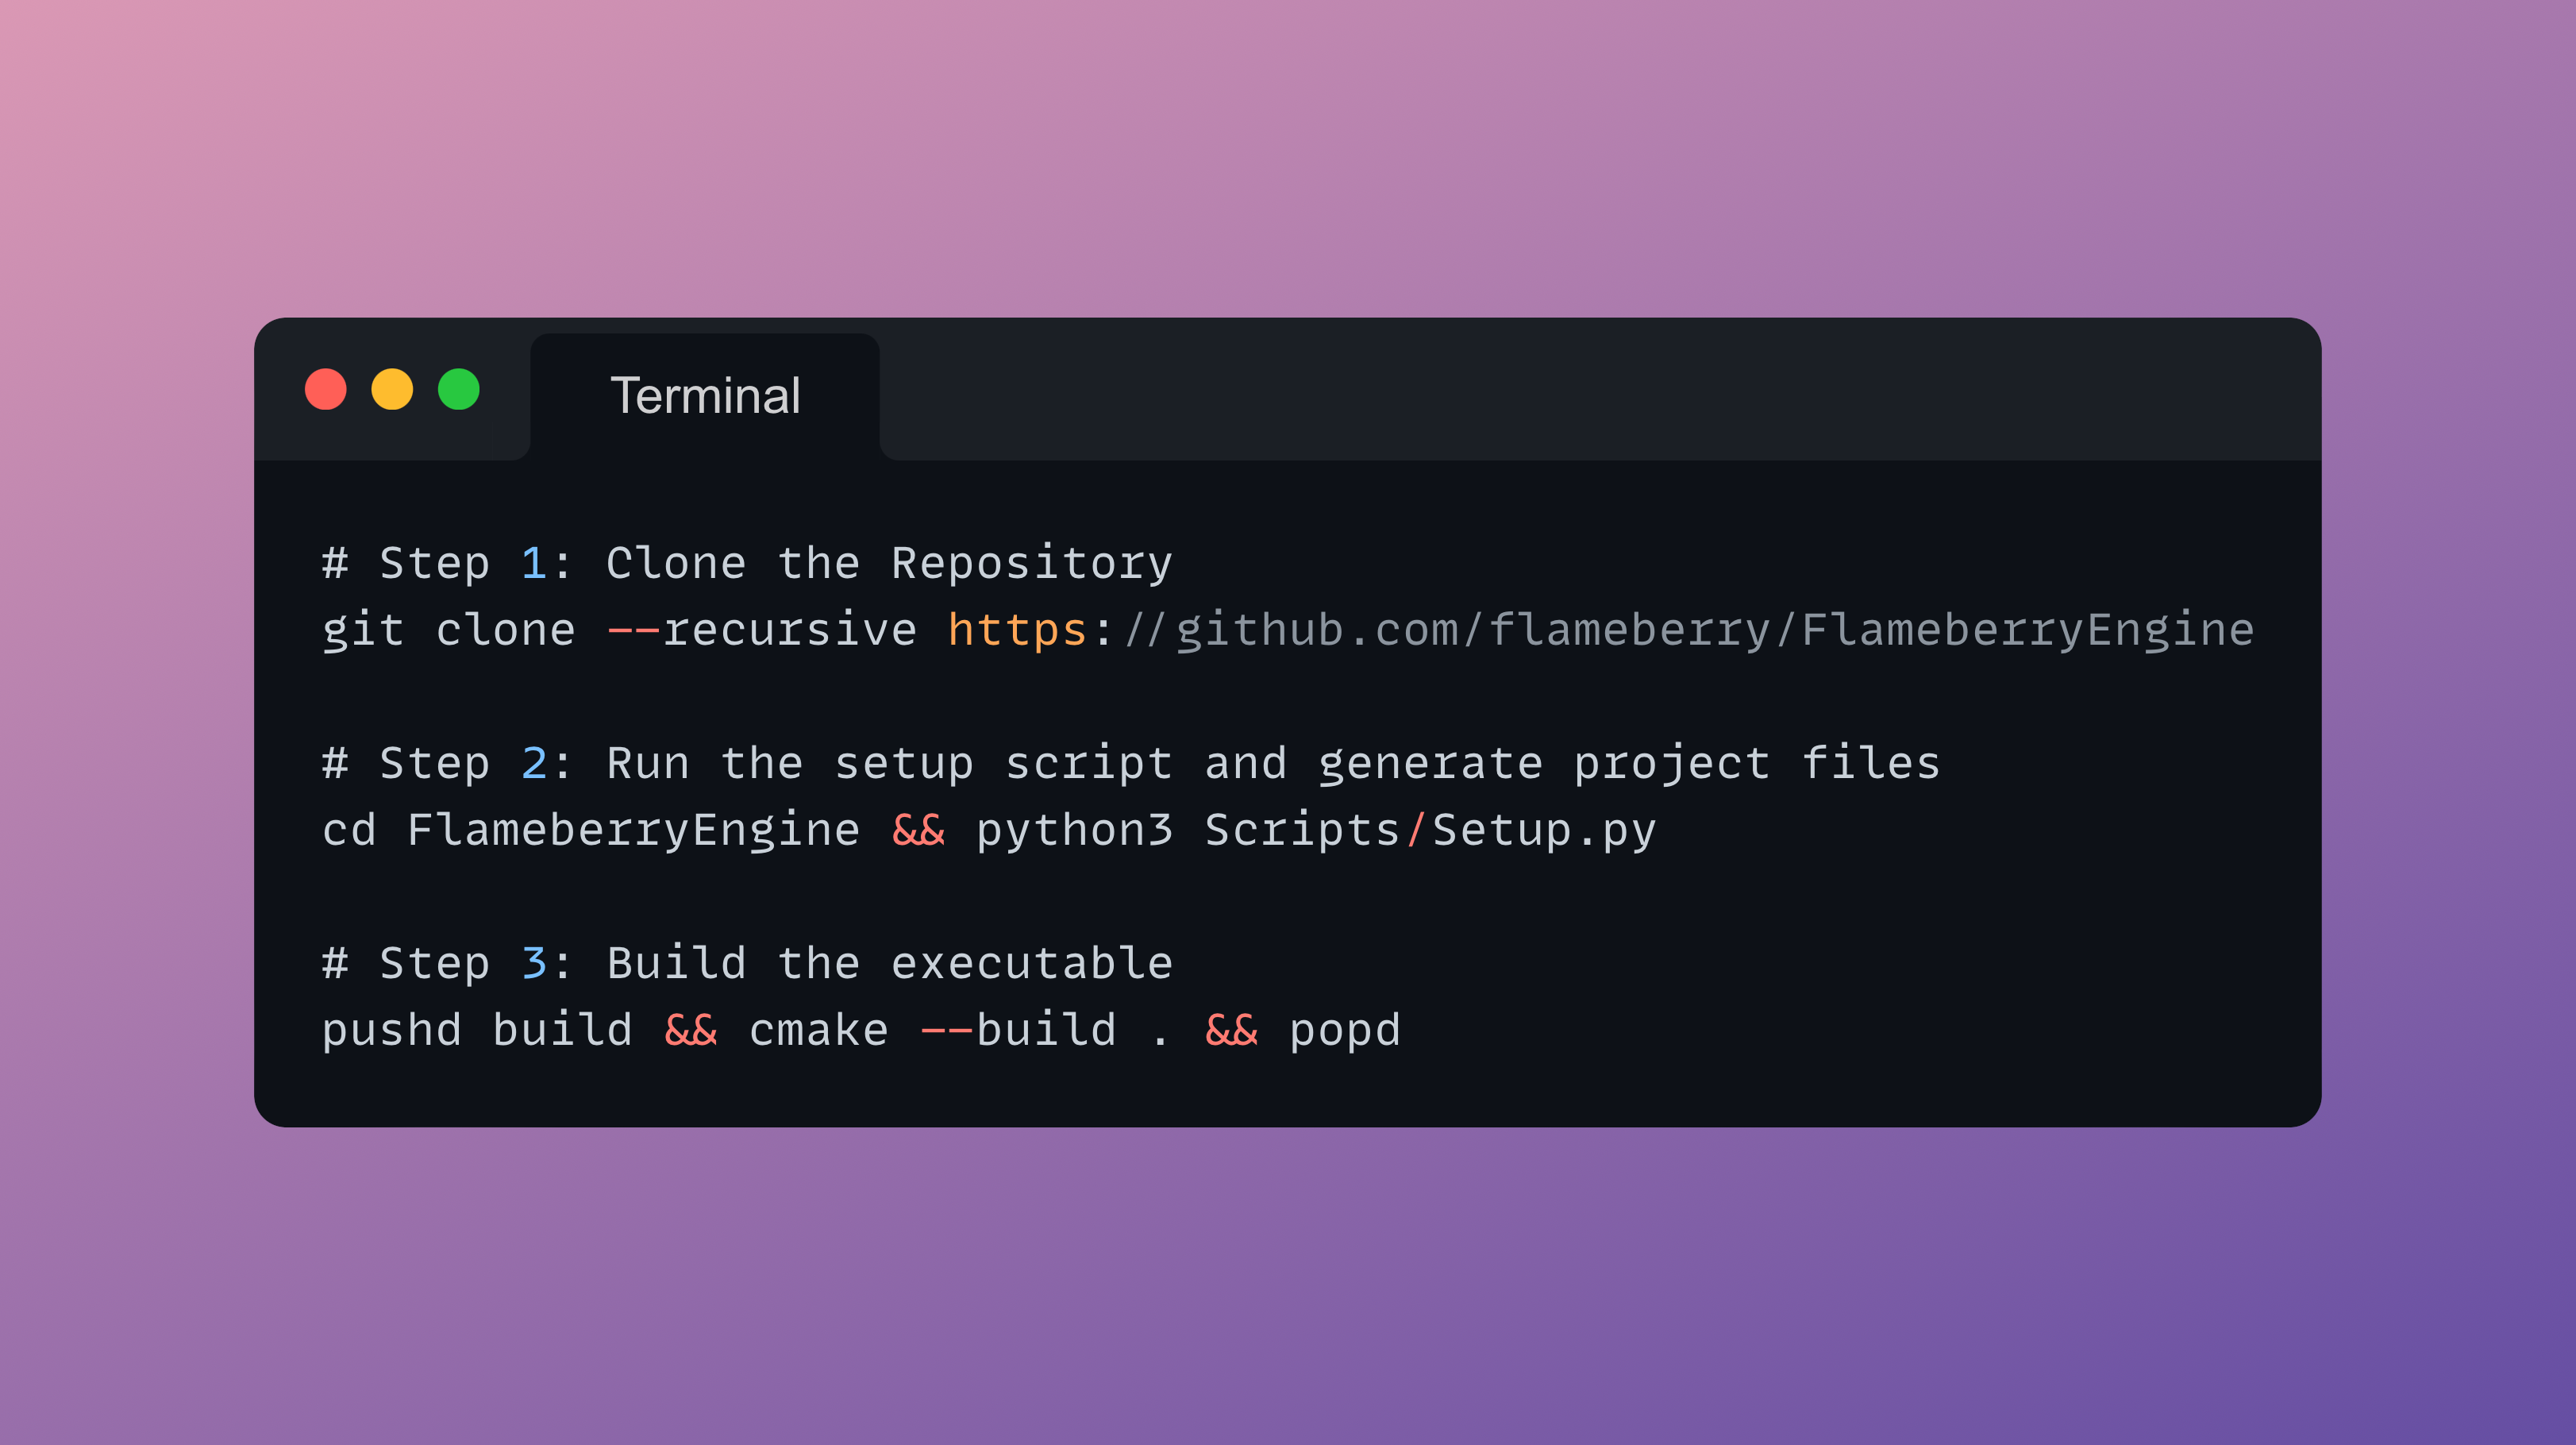 Terminal
# Step 1: Clone the Repository
git clone --recursive https://github.com/flameberry/FlameberryEngine
# Step 2: Run the setup script and generate project files
cd FlameberryEngine && python3 Scripts/Setup.py
# Step 3: Build the executable
pushd build && cmake --build . && popd